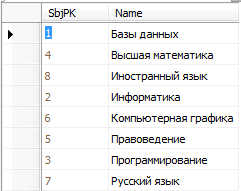 SbjPK Name
1 Базы данных
4 Высшая математика
8 Иностранный язык
2 Информатика
6 Компьютерная графика
5 Правоведение
3 Программирование
7 Русский язык